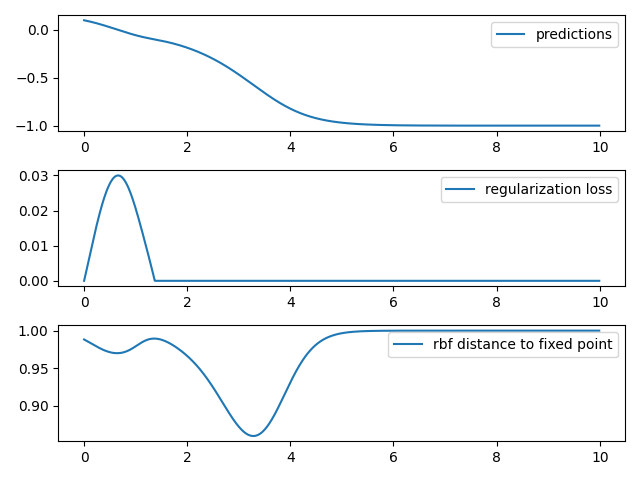 0.0
−0.5
−1.0
predictions
0 2 4 6 8 10
0.03
0.02
0.01
0.00
regularization loss
0 2 4 6 8 10
1.00
0.95
0.90
rbf distance to fixed point
0 2 4 6 8 10